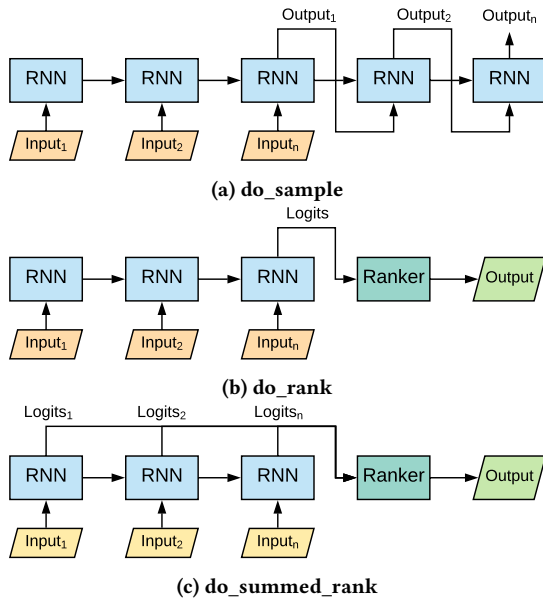 Output₁ Output₂ Outputₙ
RNN RNN RNN RNN RNN
Input₁ Input₂ Inputₙ
(a) do_sample
Logits
RNN RNN RNN Ranker Output
Input₁ Input₂ Inputₙ
(b) do_rank
Logits₁ Logits₂ Logitsₙ
RNN RNN RNN Ranker Output
Input₁ Input₂ Inputₙ
(c) do_summed_rank